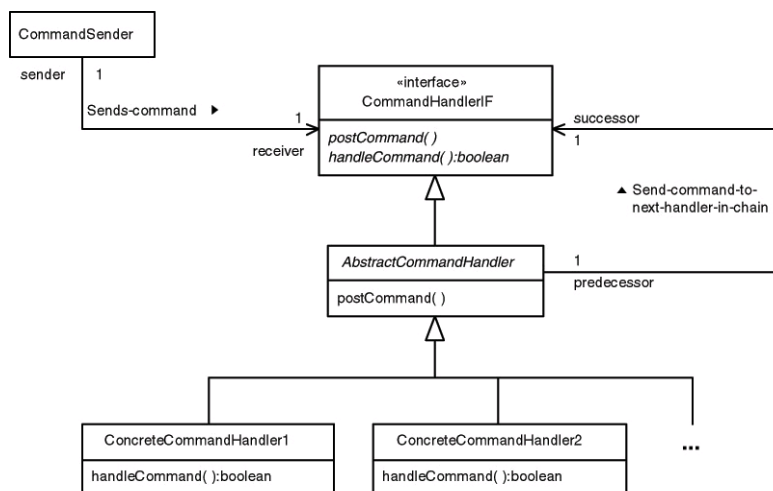 CommandSender
sender 1
Sends-command ▶
«interface»
CommandHandlerIF
postCommand( )
handleCommand( ):boolean
1
receiver
successor
1
▲ Send-command-to-
next-handler-in-chain
AbstractCommandHandler
postCommand( )
1
predecessor
ConcreteCommandHandler1
handleCommand( ):boolean
ConcreteCommandHandler2
handleCommand( ):boolean
...